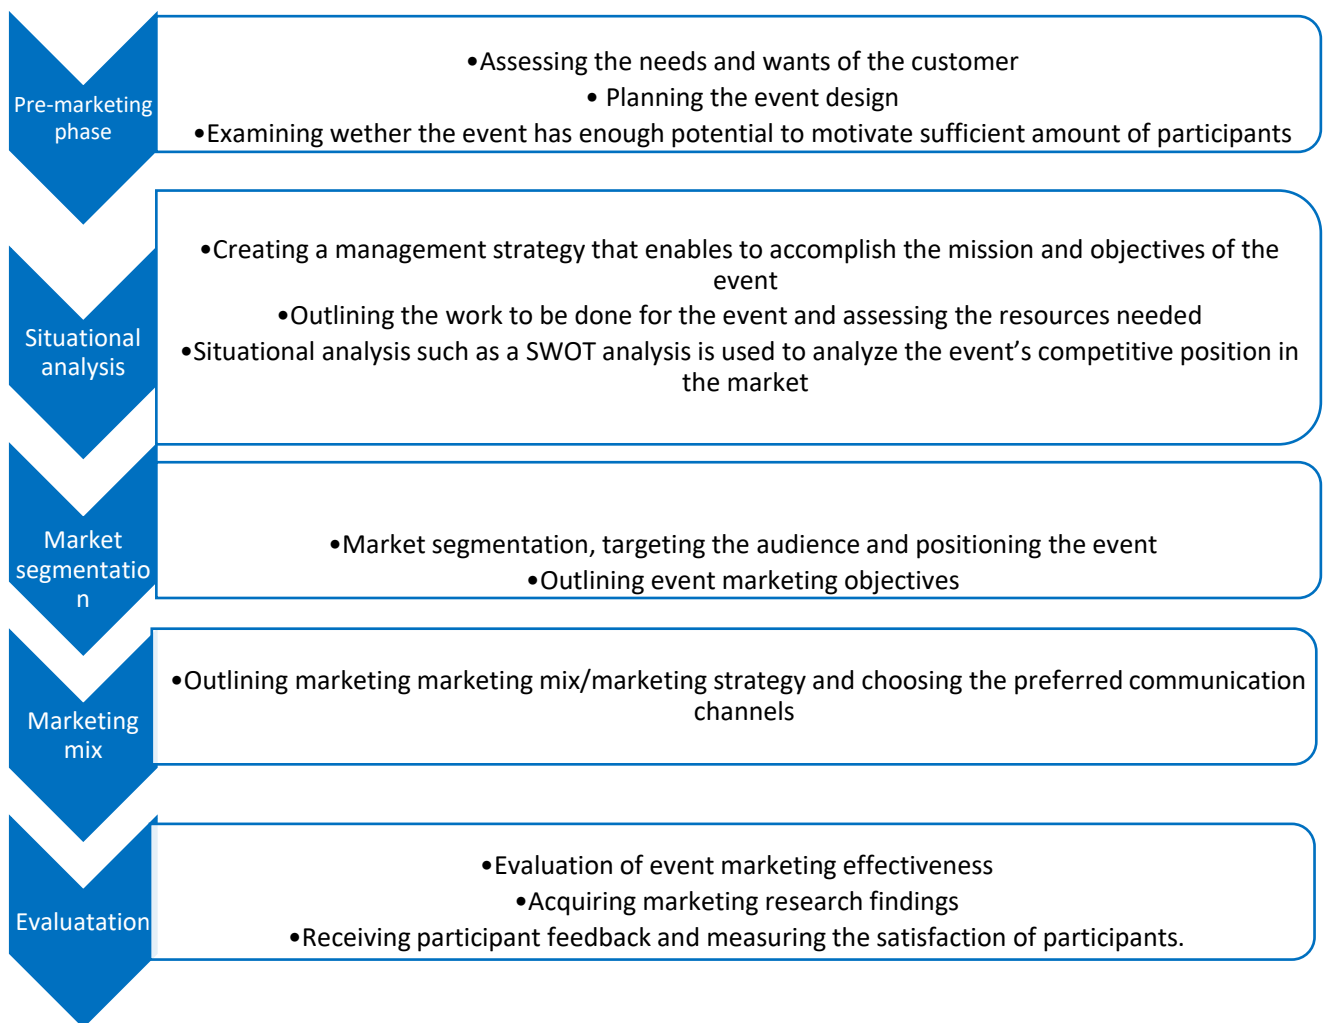 Pre-marketing
phase
•Assessing the needs and wants of the customer
• Planning the event design
•Examining wether the event has enough potential to motivate sufficient amount of participants
Situational
analysis
•Creating a management strategy that enables to accomplish the mission and objectives of the
event
•Outlining the work to be done for the event and assessing the resources needed
•Situational analysis such as a SWOT analysis is used to analyze the event’s competitive position in
the market
Market
segmentatio
n
•Market segmentation, targeting the audience and positioning the event
•Outlining event marketing objectives
Marketing
mix
•Outlining marketing marketing mix/marketing strategy and choosing the preferred communication
channels
Evaluatation
•Evaluation of event marketing effectiveness
•Acquiring marketing research findings
•Receiving participant feedback and measuring the satisfaction of participants.